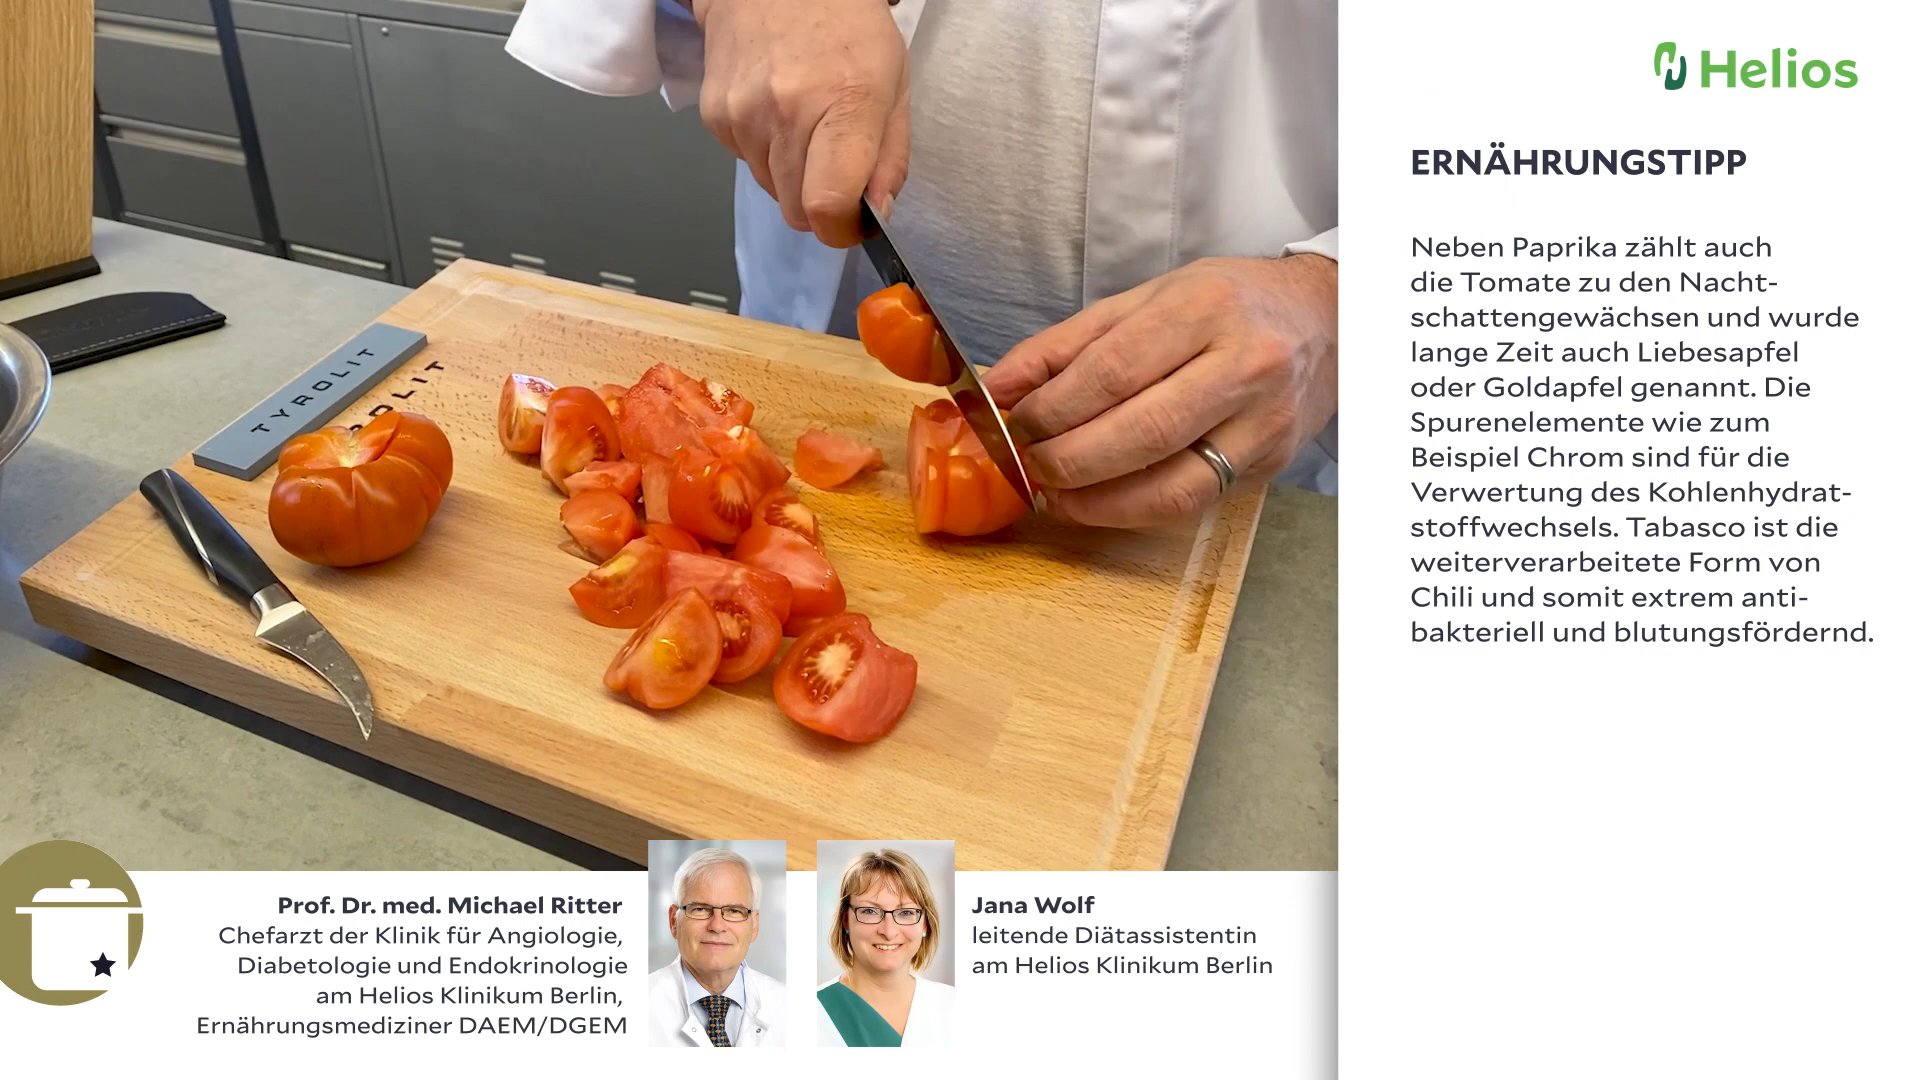 Helios
ERNÄHRUNGSTIPP
Neben Paprika zählt auch
die Tomate zu den Nacht-
schattengewächsen und wurde
lange Zeit auch Liebesapfel
oder Goldapfel genannt. Die
Spurenelemente wie zum
Beispiel Chrom sind für die
Verwertung des Kohlenhydrat-
stoffwechsels. Tabasco ist die
weiterverarbeitete Form von
Chili und somit extrem anti-
bakteriell und blutungsfördernd.
TYROLIT
OLIT
Prof. Dr. med. Michael Ritter
Chefarzt der Klinik für Angiologie,
Diabetologie und Endokrinologie
am Helios Klinikum Berlin,
Ernährungsmediziner DAEM/DGEM
Jana Wolf
leitende Diätassistentin
am Helios Klinikum Berlin